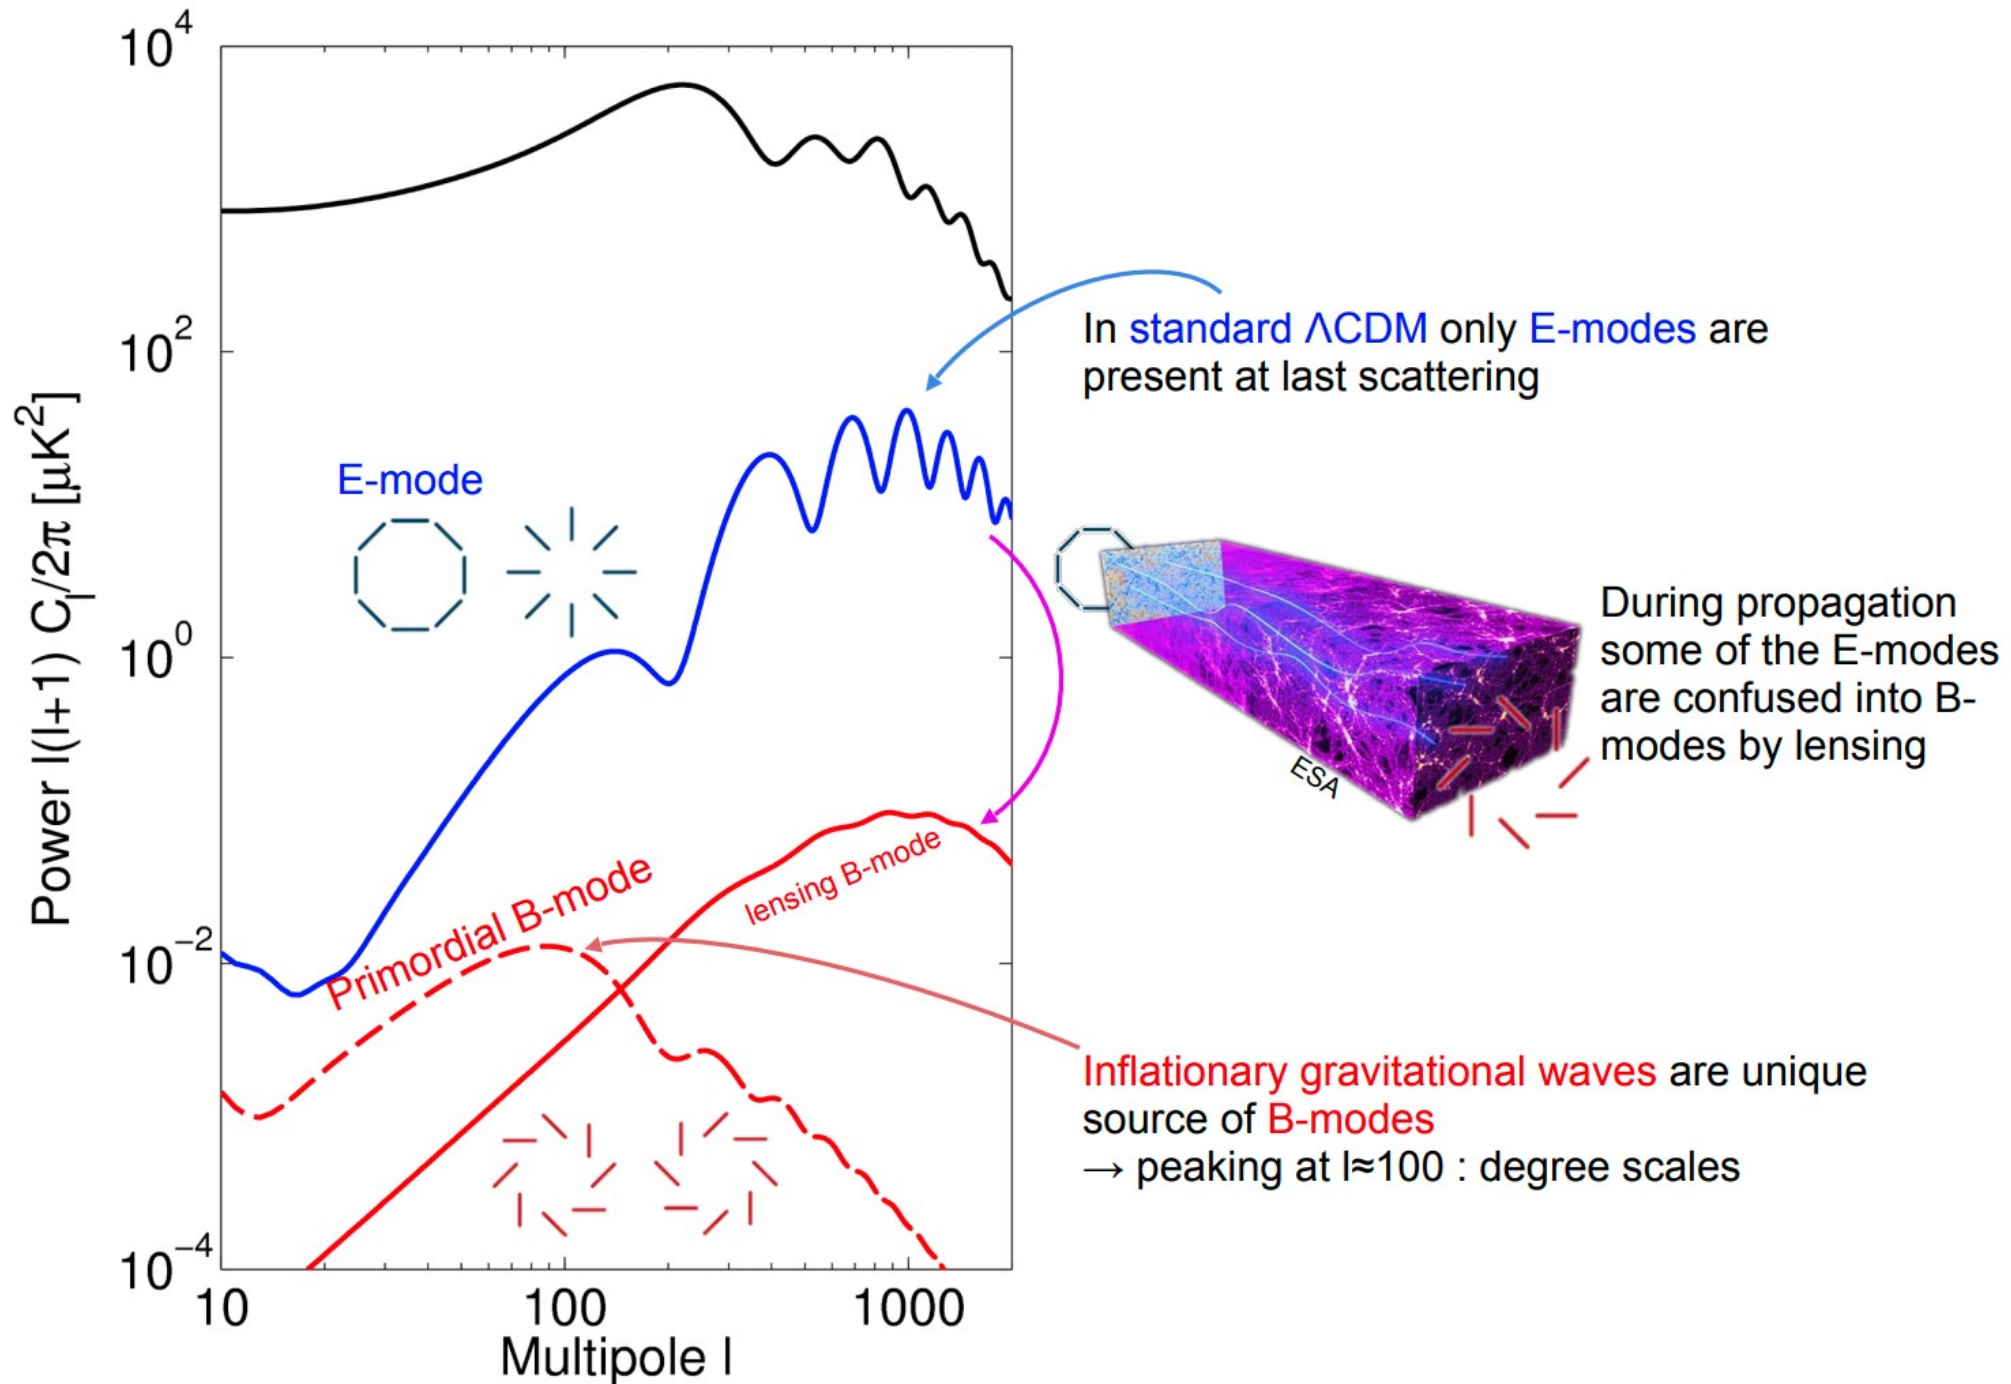 10^4
10^2
10^0
10^-2
10^-4
Power l(l+1) C_l/2π [μK^2]
10
100
1000
Multipole l
E-mode
Primordial B-mode
lensing B-mode
In standard ΛCDM only E-modes are
present at last scattering
ESA
During propagation
some of the E-modes
are confused into B-
modes by lensing
Inflationary gravitational waves are unique
source of B-modes
→ peaking at l≈100 : degree scales